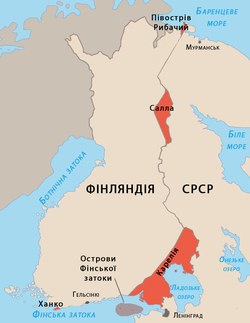 БАРЕНЦЕВЕ
МОРЕ
Півострів
Рибачий
Мурманськ
Салла
БІЛЕ
МОРЕ
БОТНІЧНА ЗАТОКА
ФІНЛЯНДІЯ
СРСР
Карелія
ОНЕЗЬКЕ
ОЗЕРО
Острови
Фінської
затоки
ЛАДОЗЬКЕ
ОЗЕРО
Ханко
Гельсінкі
ФІНСЬКА ЗАТОКА
Ленінград